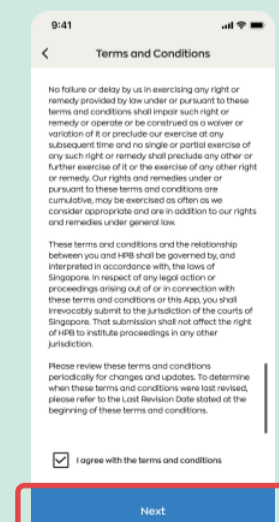 9:41
Terms and Conditions
No failure or delay by us in exercising any right or
remedy provided by law under or pursuant to these
terms and conditions shall impair such right or
remedy or operate or be construed as a waiver or
variation of it or preclude our exercise at any
subsequent time and no single or partial exercise of
any such right or remedy shall preclude any other or
further exercise of it or the exercise of any other right
or remedy. Our rights and remedies under or
pursuant to these terms and conditions are
cumulative, may be exercised as often as we
consider appropriate and are in addition to our rights
and remedies under general law.
These terms and conditions and the relationship
between you and HPB shall be governed by, and
interpreted in accordance with, the laws of
Singapore. In respect of any legal action or
proceedings arising out of or in connection with
these terms and conditions or this App, you shall
irrevocably submit to the jurisdiction of the courts of
Singapore. That submission shall not affect the right
of HPB to institute proceedings in any other
jurisdiction.
Please review these terms and conditions
periodically for changes and updates. To determine
when these terms and conditions were last revised,
please refer to the Last Revision Date stated at the
beginning of these terms and conditions.
I agree with the terms and conditions
Next